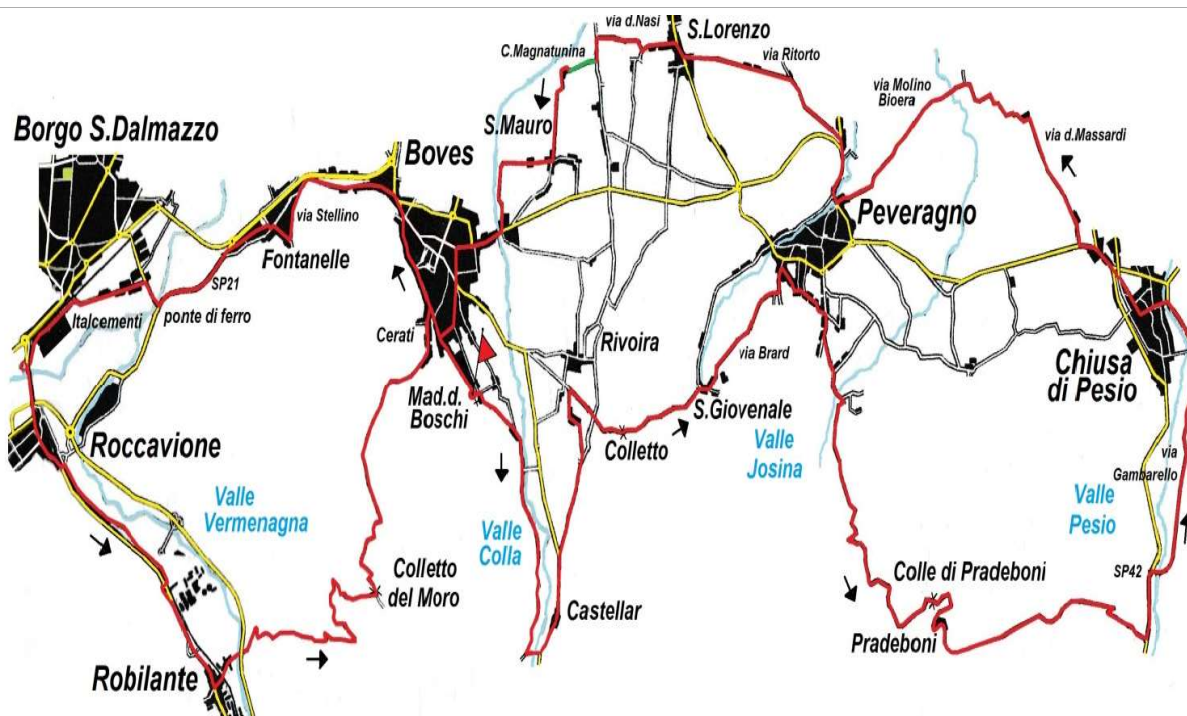 via d.Nasi
S.Lorenzo
C.Magnatunina
via Ritorto
via Molino
Bioera
Borgo S.Dalmazzo
S.Mauro
via d.Massardi
Boves
via Stellino
Peveragno
Fontanelle
SP21
Italcementi
ponte di ferro
Cerati
Rivoira
via Brard
Chiusa
di Pesio
Mad.d.
Boschi
S.Giovenale
Roccavione
Colletto
Valle
Josina
via
Gambarello
Valle
Vermenagna
Valle
Colla
Valle
Pesio
Colletto
del Moro
Colle di Pradeboni
SP42
Castellar
Pradeboni
Robilante